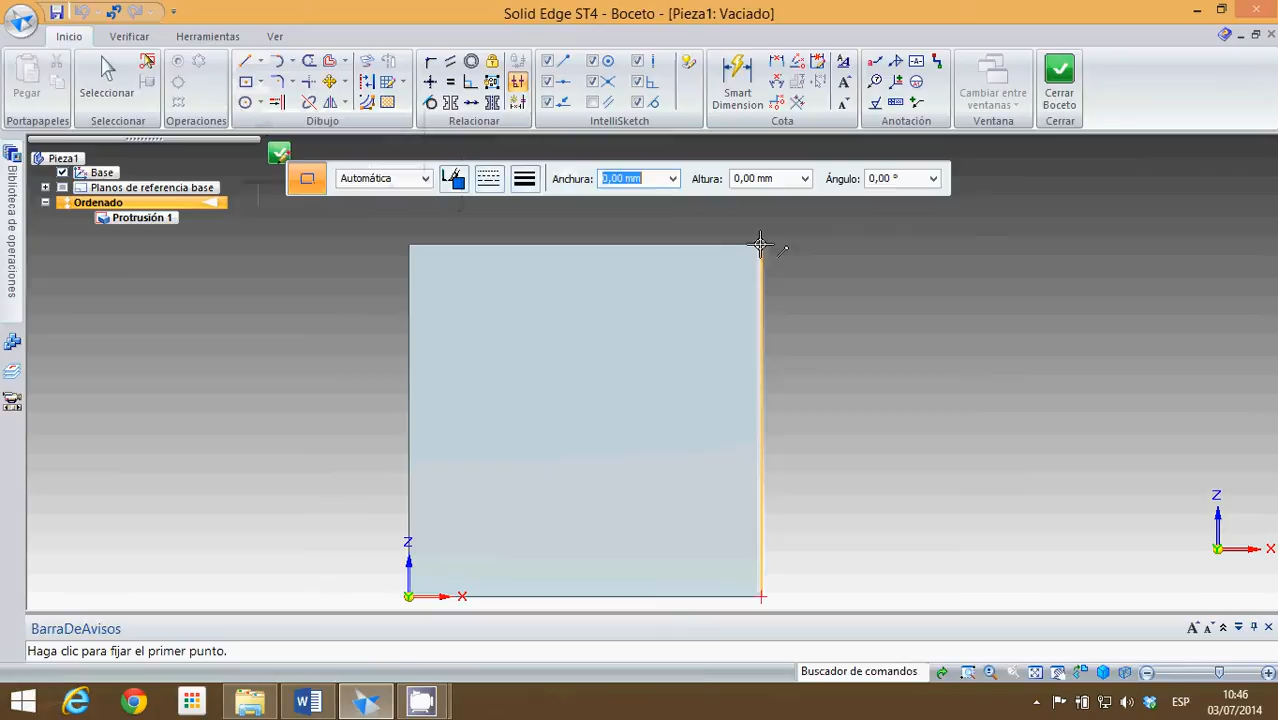 Solid Edge ST4 - Boceto - [Pieza1: Vaciado]
Inicio Verificar Herramientas Ver
Pegar
Seleccionar
Smart
Dimension
Cambiar entre
ventanas
Cerrar
Boceto
Portapapeles Seleccionar Operaciones Dibujo Relacionar IntelliSketch Cota Anotación Ventana Cerrar
Automática Anchura: 0,00 mm Altura: 0,00 mm Ángulo: 0,00 °
Biblioteca de operaciones
Pieza1
Base
Planos de referencia base
Ordenado
Protrusión 1
Z
X
Z
X
BarraDeAvisos
Haga clic para fijar el primer punto.
Buscador de comandos
ESP
10:46
03/07/2014